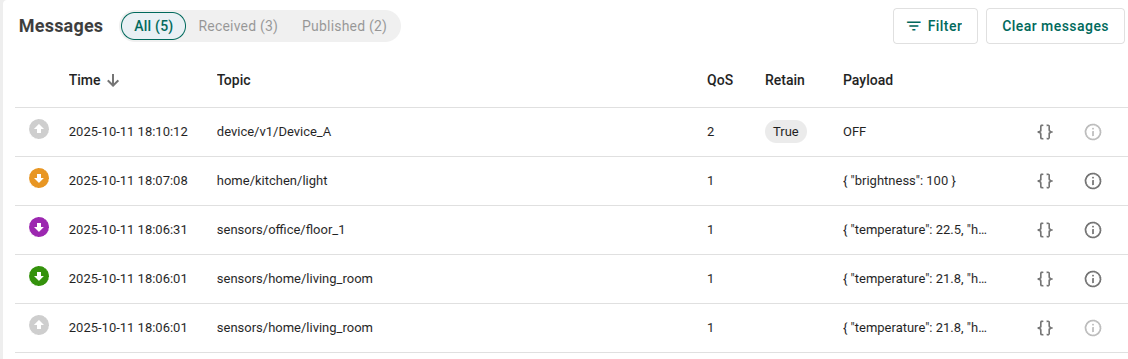 Messages All (5) Received (3) Published (2) Filter Clear messages
Time Topic QoS Retain Payload
2025-10-11 18:10:12 device/v1/Device_A 2 True OFF {}
2025-10-11 18:07:08 home/kitchen/light 1 { "brightness": 100 } {}
2025-10-11 18:06:31 sensors/office/floor_1 1 { "temperature": 22.5, "h... {}
2025-10-11 18:06:01 sensors/home/living_room 1 { "temperature": 21.8, "h... {}
2025-10-11 18:06:01 sensors/home/living_room 1 { "temperature": 21.8, "h... {}